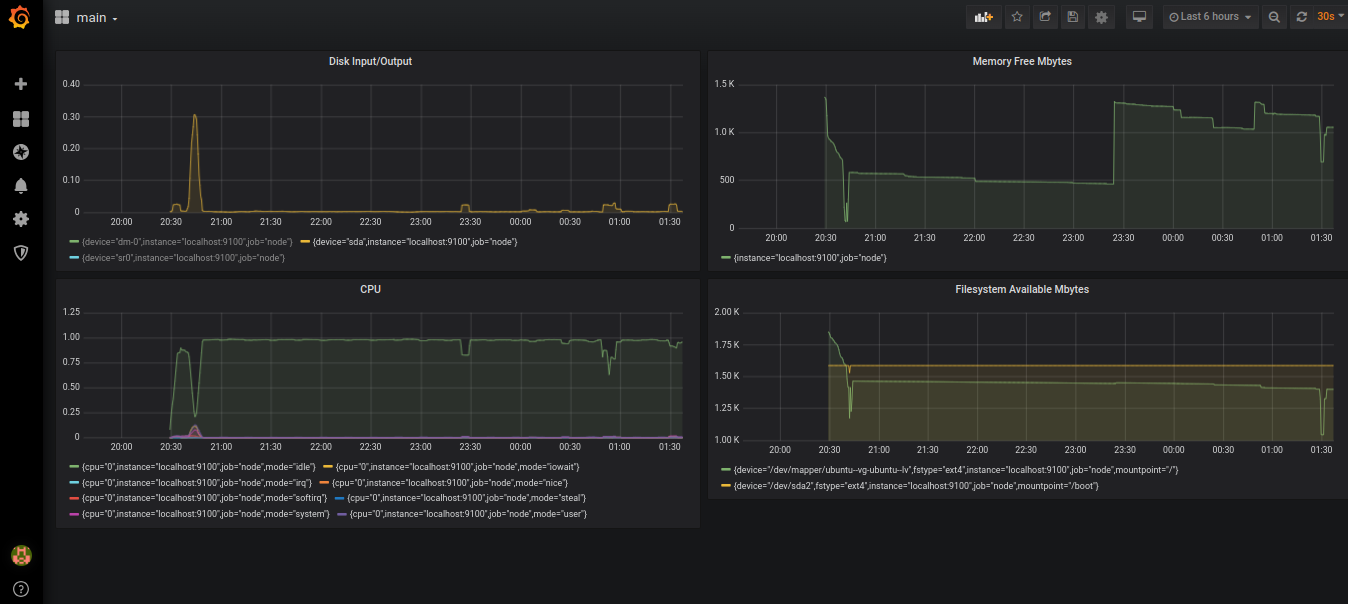 main
Last 6 hours
30s
Disk Input/Output
0.40
0.30
0.20
0.10
0
20:00 20:30 21:00 21:30 22:00 22:30 23:00 23:30 00:00 00:30 01:00 01:30
{device="dm-0",instance="localhost:9100",job="node"} {device="sda",instance="localhost:9100",job="node"}
{device="sr0",instance="localhost:9100",job="node"}
Memory Free Mbytes
1.5 K
1.0 K
500
0
20:00 20:30 21:00 21:30 22:00 22:30 23:00 23:30 00:00 00:30 01:00 01:30
{instance="localhost:9100",job="node"}
CPU
1.25
1.00
0.75
0.50
0.25
0
20:00 20:30 21:00 21:30 22:00 22:30 23:00 23:30 00:00 00:30 01:00 01:30
{cpu="0",instance="localhost:9100",job="node",mode="idle"} {cpu="0",instance="localhost:9100",job="node",mode="iowait"}
{cpu="0",instance="localhost:9100",job="node",mode="irq"} {cpu="0",instance="localhost:9100",job="node",mode="nice"}
{cpu="0",instance="localhost:9100",job="node",mode="softirq"} {cpu="0",instance="localhost:9100",job="node",mode="steal"}
{cpu="0",instance="localhost:9100",job="node",mode="system"} {cpu="0",instance="localhost:9100",job="node",mode="user"}
Filesystem Available Mbytes
2.00 K
1.75 K
1.50 K
1.25 K
1.00 K
20:00 20:30 21:00 21:30 22:00 22:30 23:00 23:30 00:00 00:30 01:00 01:30
{device="/dev/mapper/ubuntu--vg-ubuntu--lv",fstype="ext4",instance="localhost:9100",job="node",mountpoint="/"}
{device="/dev/sda2",fstype="ext4",instance="localhost:9100",job="node",mountpoint="/boot"}